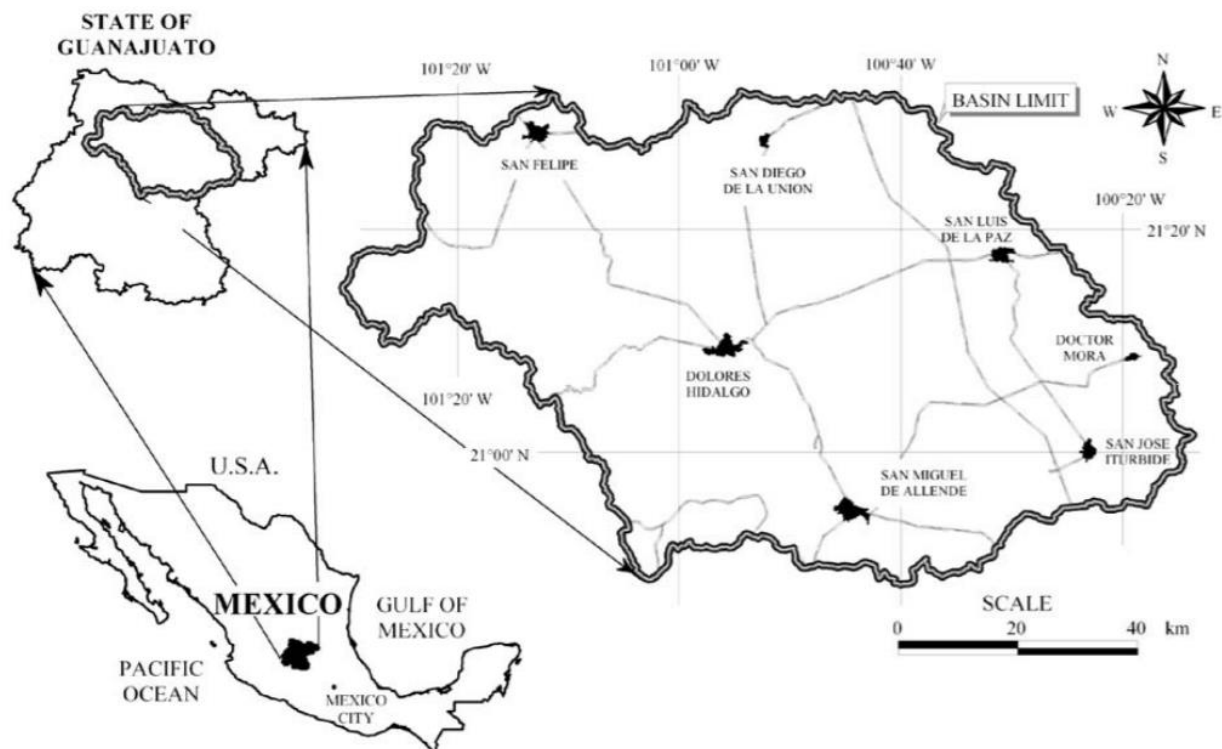 STATE OF
GUANAJUATO
101°20' W
101°00' W
100°40' W
BASIN LIMIT
N
W
E
S
SAN FELIPE
SAN DIEGO
DE LA UNION
100°20' W
SAN LUIS
DE LA PAZ
21°20' N
DOCTOR
MORA
DOLORES
HIDALGO
101°20' W
21°00' N
SAN JOSE
ITURBIDE
SAN MIGUEL
DE ALLENDE
U.S.A.
MEXICO
GULF OF
MEXICO
PACIFIC
OCEAN
MEXICO
CITY
SCALE
0 20 40 km